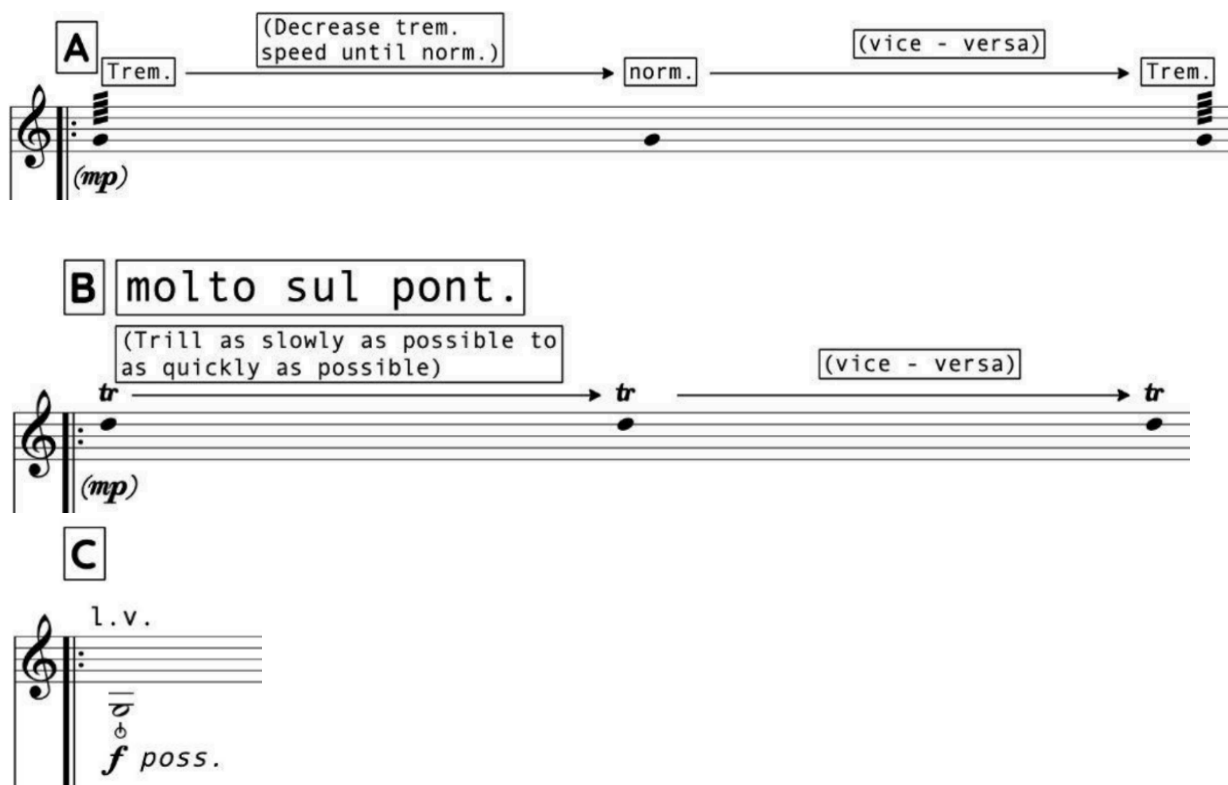 A
(Decrease trem.
speed until norm.)
(vice - versa)
Trem.
norm.
Trem.
(mp)
B molto sul pont.
(Trill as slowly as possible to
as quickly as possible)
(vice - versa)
tr
tr
tr
(mp)
C
l.v.
f poss.